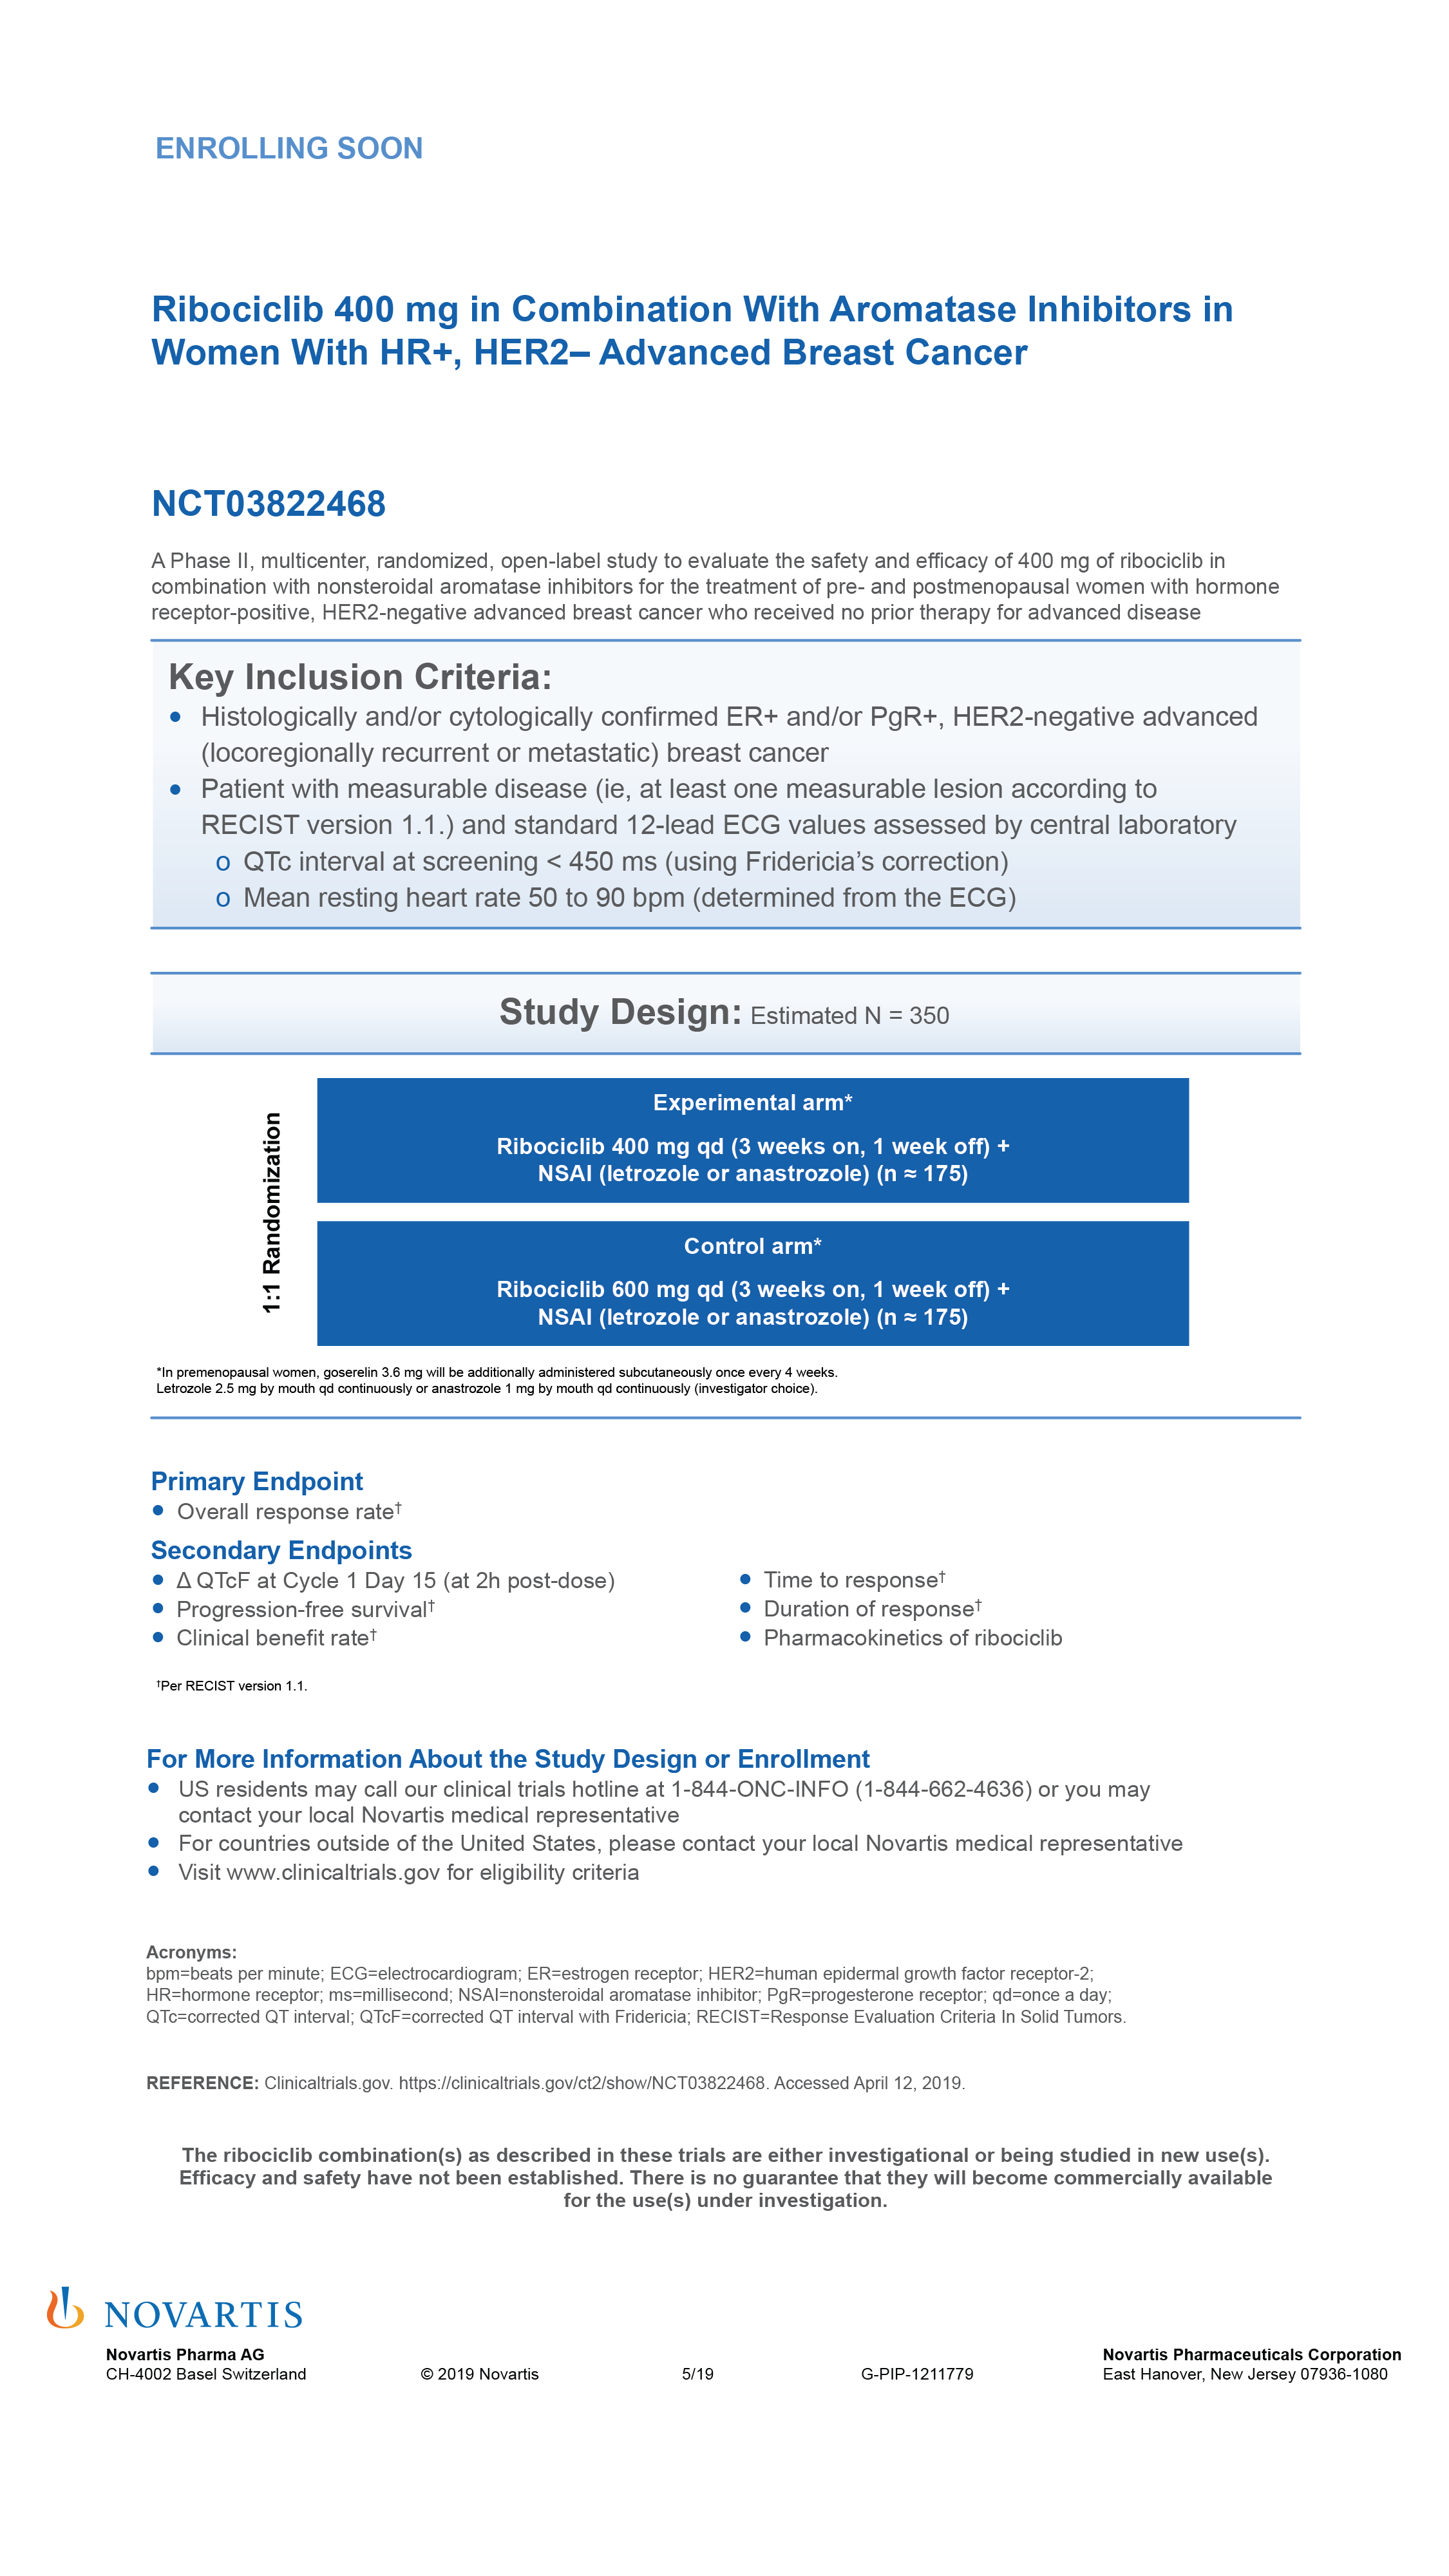 ENROLLING SOON
Ribociclib 400 mg in Combination With Aromatase Inhibitors in
Women With HR+, HER2– Advanced Breast Cancer
NCT03822468
A Phase II, multicenter, randomized, open-label study to evaluate the safety and efficacy of 400 mg of ribociclib in
combination with nonsteroidal aromatase inhibitors for the treatment of pre- and postmenopausal women with hormone
receptor-positive, HER2-negative advanced breast cancer who received no prior therapy for advanced disease
Key Inclusion Criteria:
• Histologically and/or cytologically confirmed ER+ and/or PgR+, HER2-negative advanced
(locoregionally recurrent or metastatic) breast cancer
• Patient with measurable disease (ie, at least one measurable lesion according to
RECIST version 1.1.) and standard 12-lead ECG values assessed by central laboratory
o QTc interval at screening < 450 ms (using Fridericia’s correction)
o Mean resting heart rate 50 to 90 bpm (determined from the ECG)
Study Design: Estimated N = 350
1:1 Randomization
Experimental arm*
Ribociclib 400 mg qd (3 weeks on, 1 week off) +
NSAI (letrozole or anastrozole) (n ≈ 175)
Control arm*
Ribociclib 600 mg qd (3 weeks on, 1 week off) +
NSAI (letrozole or anastrozole) (n ≈ 175)
*In premenopausal women, goserelin 3.6 mg will be additionally administered subcutaneously once every 4 weeks.
Letrozole 2.5 mg by mouth qd continuously or anastrozole 1 mg by mouth qd continuously (investigator choice).
Primary Endpoint
• Overall response rate†
Secondary Endpoints
• Δ QTcF at Cycle 1 Day 15 (at 2h post-dose)
• Progression-free survival†
• Clinical benefit rate†
• Time to response†
• Duration of response†
• Pharmacokinetics of ribociclib
†Per RECIST version 1.1.
For More Information About the Study Design or Enrollment
• US residents may call our clinical trials hotline at 1-844-ONC-INFO (1-844-662-4636) or you may
contact your local Novartis medical representative
• For countries outside of the United States, please contact your local Novartis medical representative
• Visit www.clinicaltrials.gov for eligibility criteria
Acronyms:
bpm=beats per minute; ECG=electrocardiogram; ER=estrogen receptor; HER2=human epidermal growth factor receptor-2;
HR=hormone receptor; ms=millisecond; NSAI=nonsteroidal aromatase inhibitor; PgR=progesterone receptor; qd=once a day;
QTc=corrected QT interval; QTcF=corrected QT interval with Fridericia; RECIST=Response Evaluation Criteria In Solid Tumors.
REFERENCE: Clinicaltrials.gov. https://clinicaltrials.gov/ct2/show/NCT03822468. Accessed April 12, 2019.
The ribociclib combination(s) as described in these trials are either investigational or being studied in new use(s).
Efficacy and safety have not been established. There is no guarantee that they will become commercially available
for the use(s) under investigation.
NOVARTIS
Novartis Pharma AG
CH-4002 Basel Switzerland
© 2019 Novartis
5/19
G-PIP-1211779
Novartis Pharmaceuticals Corporation
East Hanover, New Jersey 07936-1080